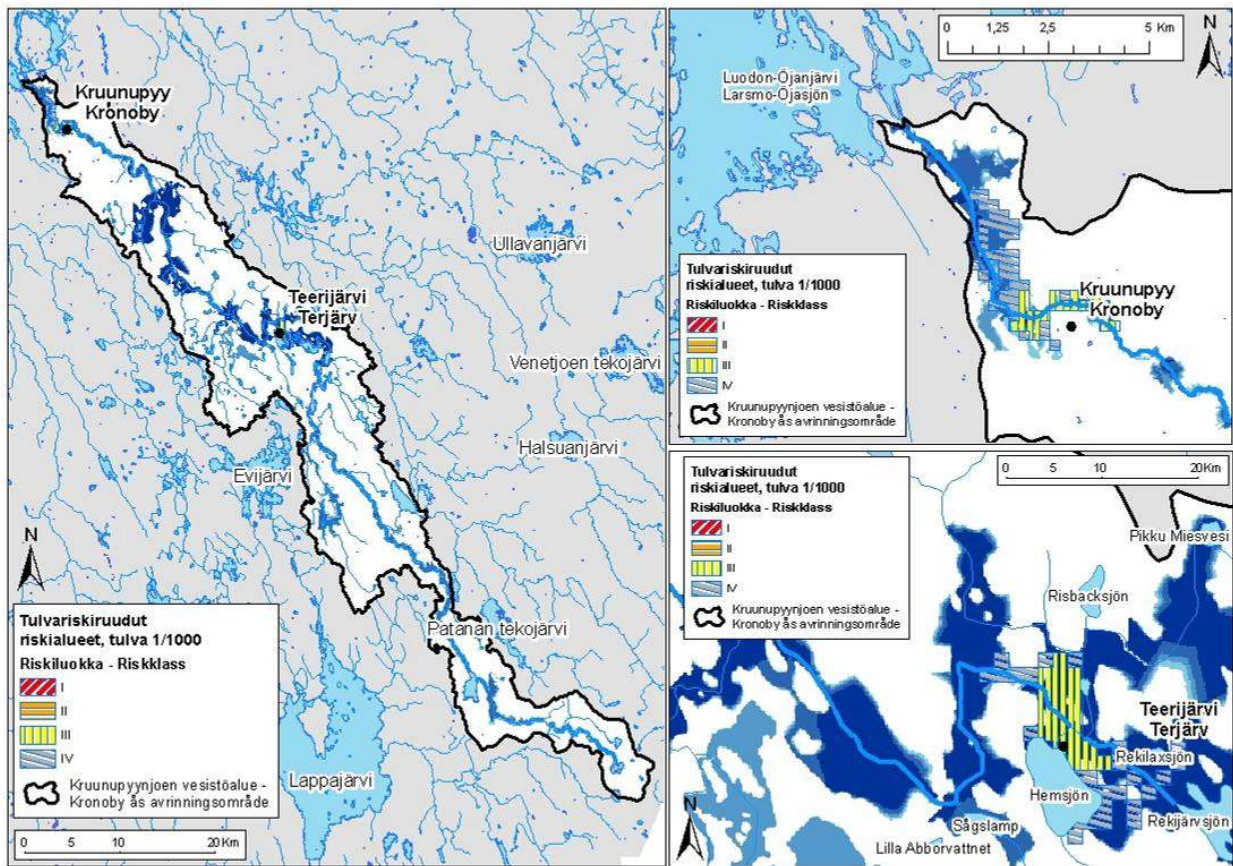 Kruunupyy
Kronoby
Ullavanjärvi
Teerijärvi
Terjärv
Venetjoen tekojärvi
Halsuanjärvi
Evijärvi
N
Patanan tekojärvi
Lappajärvi
Tulvariskiruudut
riskialueet, tulva 1/1000
Riskiluokka - Riskklass
I
II
III
IV
Kruunupyynjoen vesistöalue -
Kronoby ås avrinningsområde
0 5 10 20 Km
0 1,25 2,5 5 Km
N
Luodon-Öjanjärvi
Larsmo-Öjasjön
Tulvariskiruudut
riskialueet, tulva 1/1000
Riskiluokka - Riskklass
I
II
III
IV
Kruunupyynjoen vesistöalue -
Kronoby ås avrinningsområde
Kruunupyy
Kronoby
Tulvariskiruudut
riskialueet, tulva 1/1000
Riskiluokka - Riskklass
I
II
III
IV
Kruunupyynjoen vesistöalue -
Kronoby ås avrinningsområde
0 5 10 20 Km
Pikku Miesvesi
Risbacksjön
Teerijärvi
Terjärv
Rekilaxsjön
Hemsjön
Rekijärvsjön
Sågslamp
Lilla Abborvattnet
N